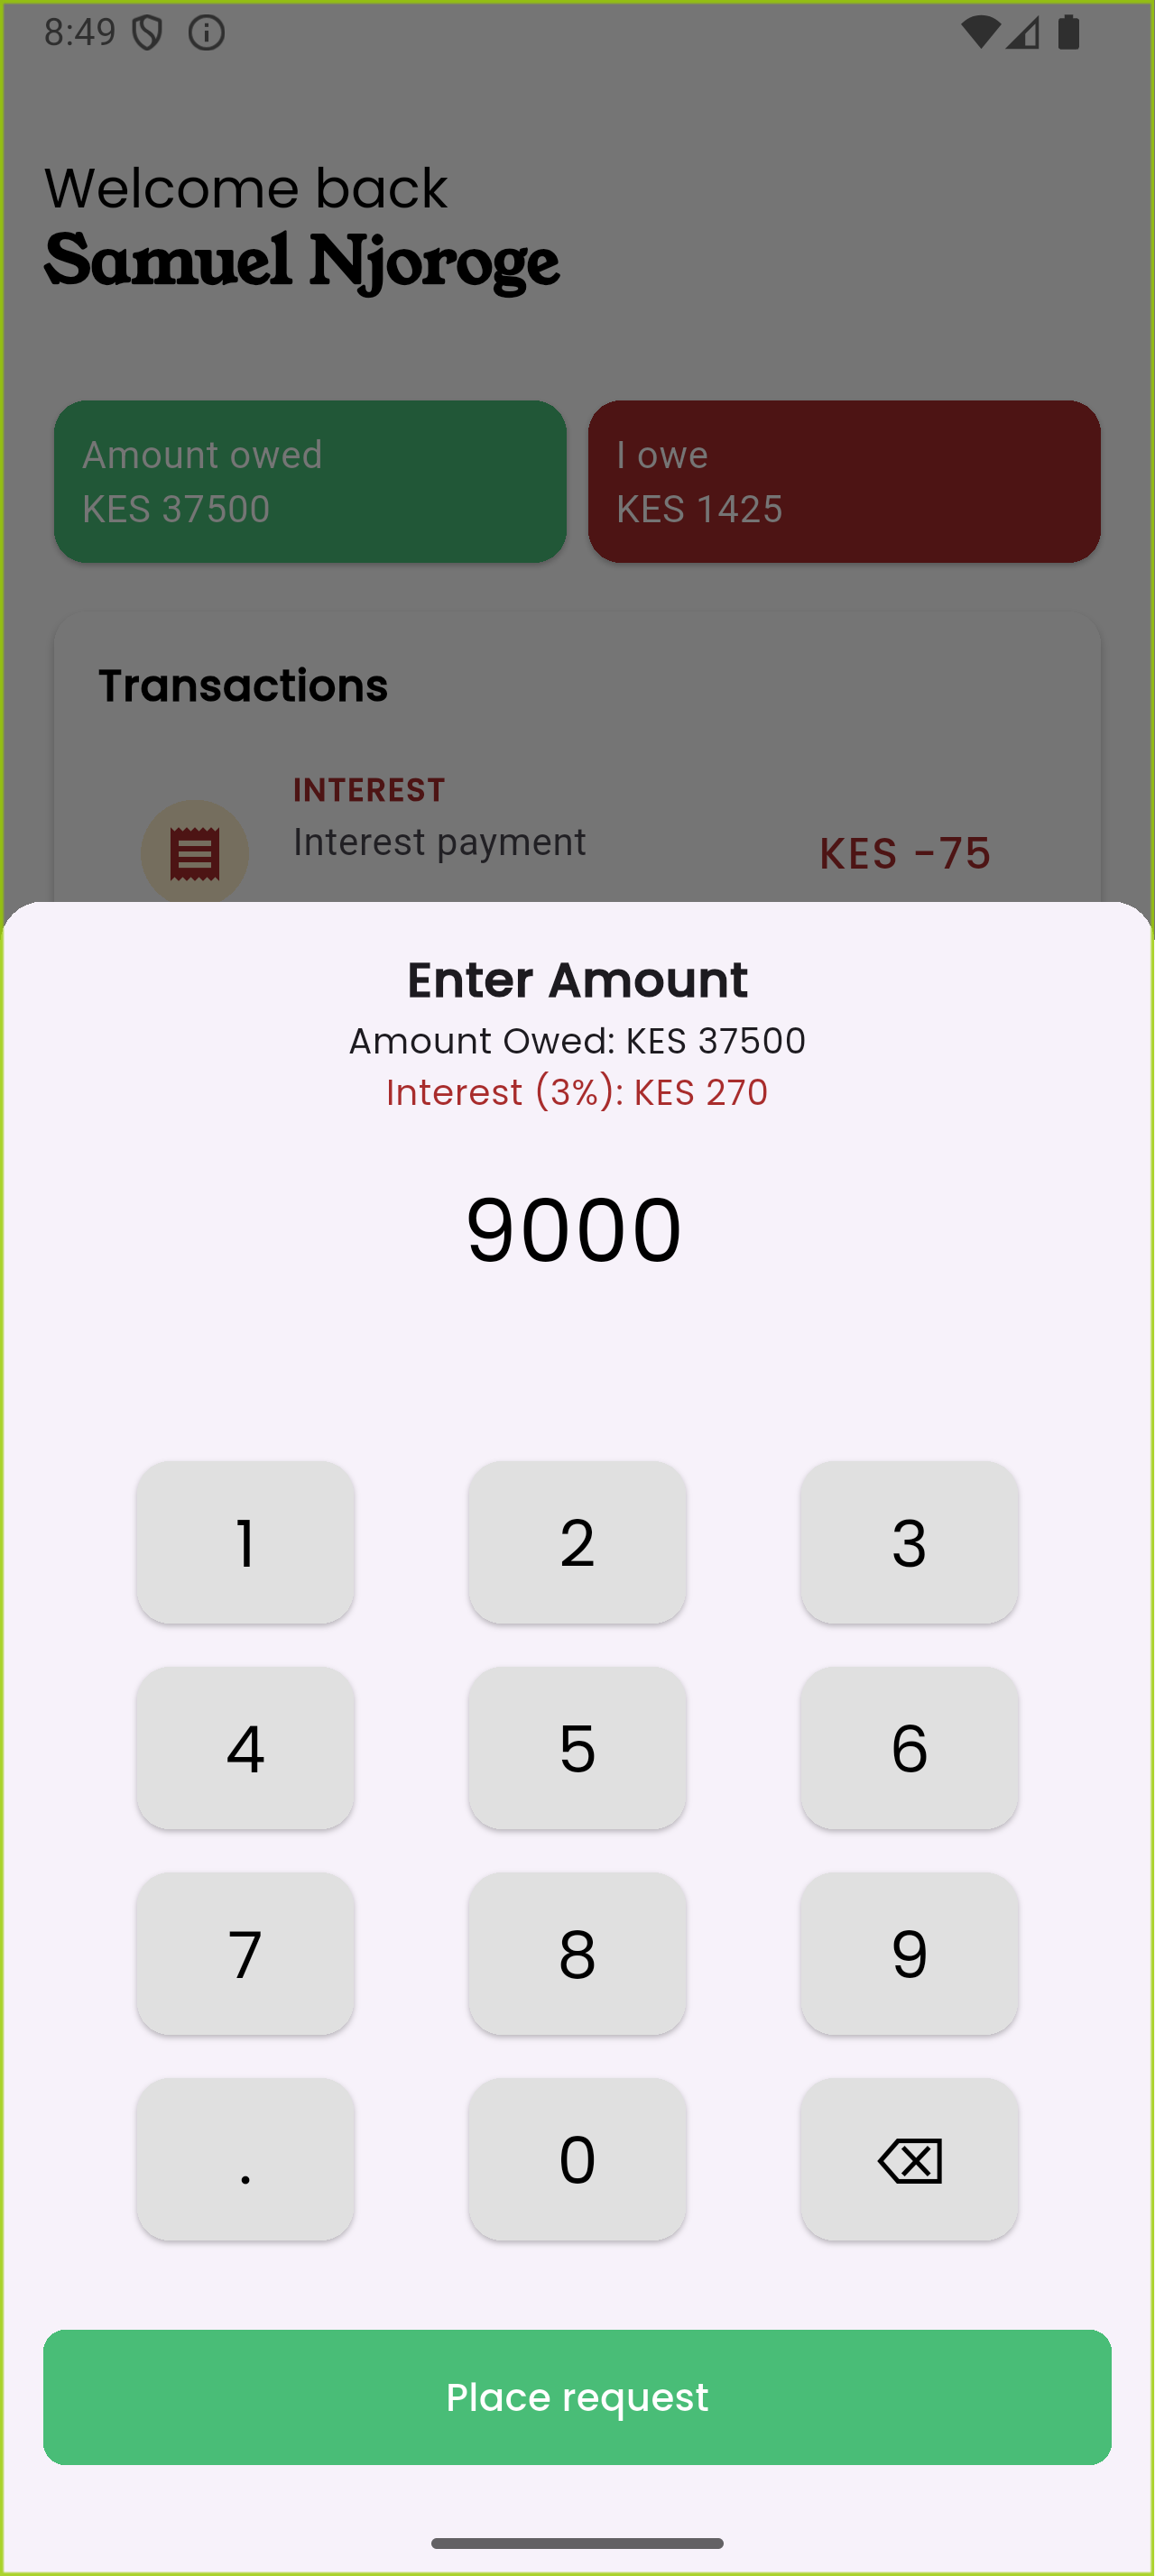 8:49
Welcome back
Samuel Njoroge
Amount owed
KES 37500
I owe
KES 1425
Transactions
INTEREST
Interest payment
KES -75
Enter Amount
Amount Owed: KES 37500
Interest (3%): KES 270
9000
1 2 3
4 5 6
7 8 9
. 0
Place request